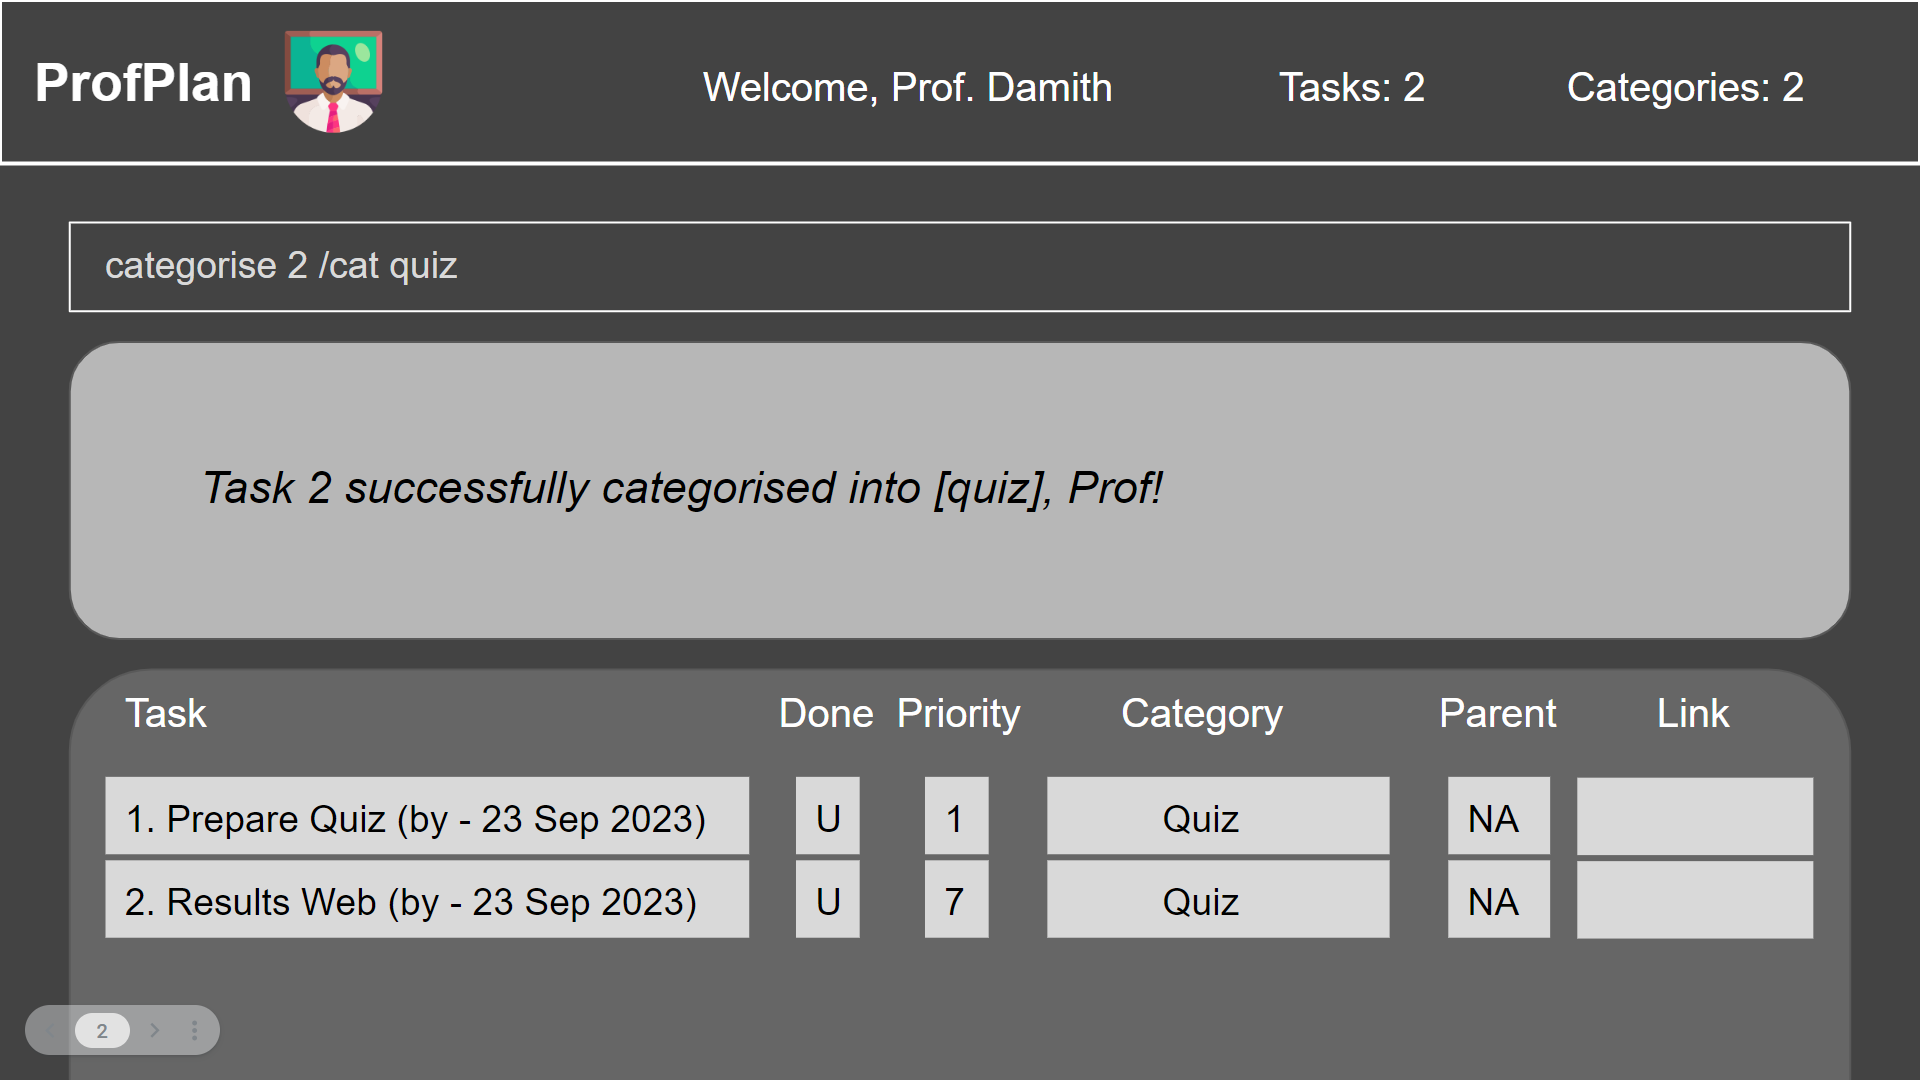 ProfPlan
Welcome, Prof. Damith
Tasks: 2
Categories: 2
categorise 2 /cat quiz
Task 2 successfully categorised into [quiz], Prof!
Task Done Priority Category Parent Link
1. Prepare Quiz (by - 23 Sep 2023) U 1 Quiz NA
2. Results Web (by - 23 Sep 2023) U 7 Quiz NA
2